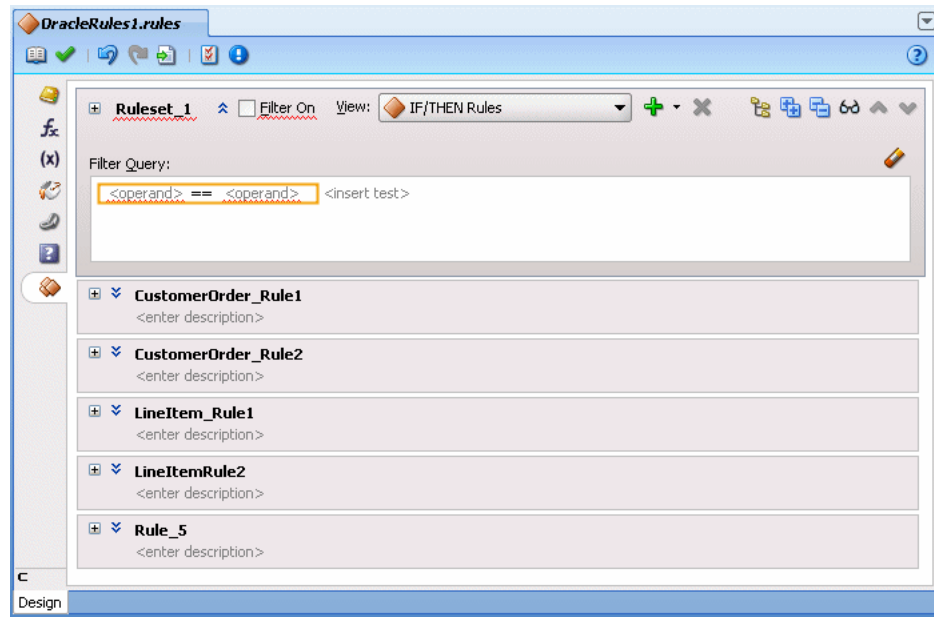 OracleRules1.rules
Ruleset_1 Filter On View: IF/THEN Rules
fx
(x)
Filter Query:
<operand> == <operand> <insert test>
CustomerOrder_Rule1
<enter description>
CustomerOrder_Rule2
<enter description>
LineItem_Rule1
<enter description>
LineItemRule2
<enter description>
Rule_5
<enter description>
Design